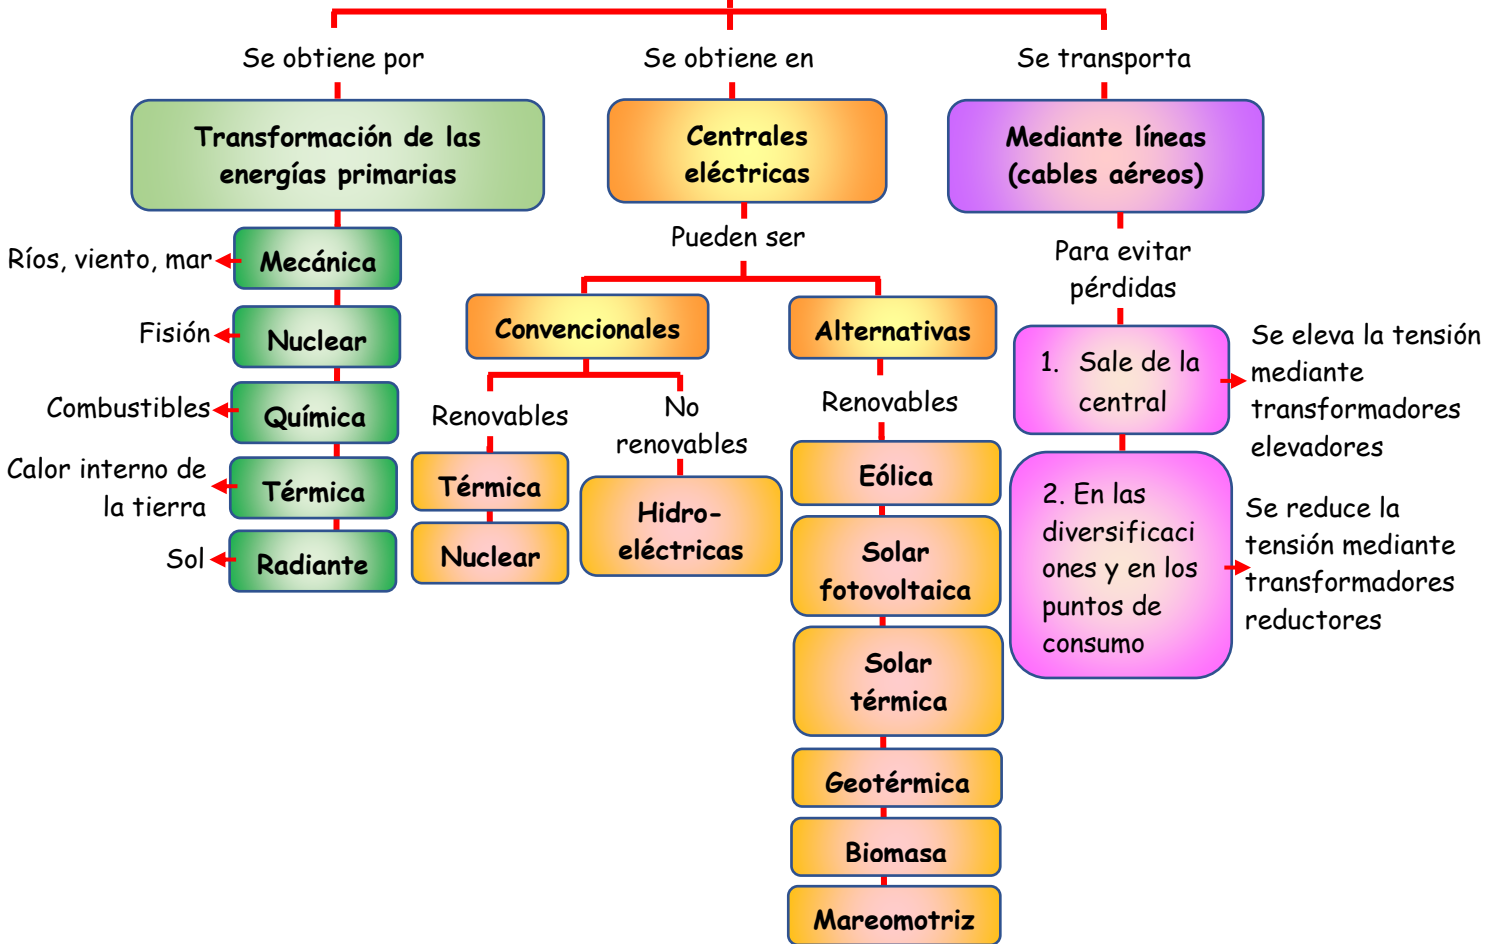 Se obtiene por
Transformación de las
energías primarias
Ríos, viento, mar
Mecánica
Fisión
Nuclear
Combustibles
Química
Calor interno de
la tierra
Térmica
Sol
Radiante
Se obtiene en
Centrales
eléctricas
Pueden ser
Convencionales
Renovables
Térmica
Nuclear
No
renovables
Hidro-
eléctricas
Alternativas
Renovables
Eólica
Solar
fotovoltaica
Solar
térmica
Geotérmica
Biomasa
Mareomotriz
Se transporta
Mediante líneas
(cables aéreos)
Para evitar
pérdidas
1. Sale de la
central
Se eleva la tensión
mediante
transformadores
elevadores
2. En las
diversificaci
ones y en los
puntos de
consumo
Se reduce la
tensión mediante
transformadores
reductores